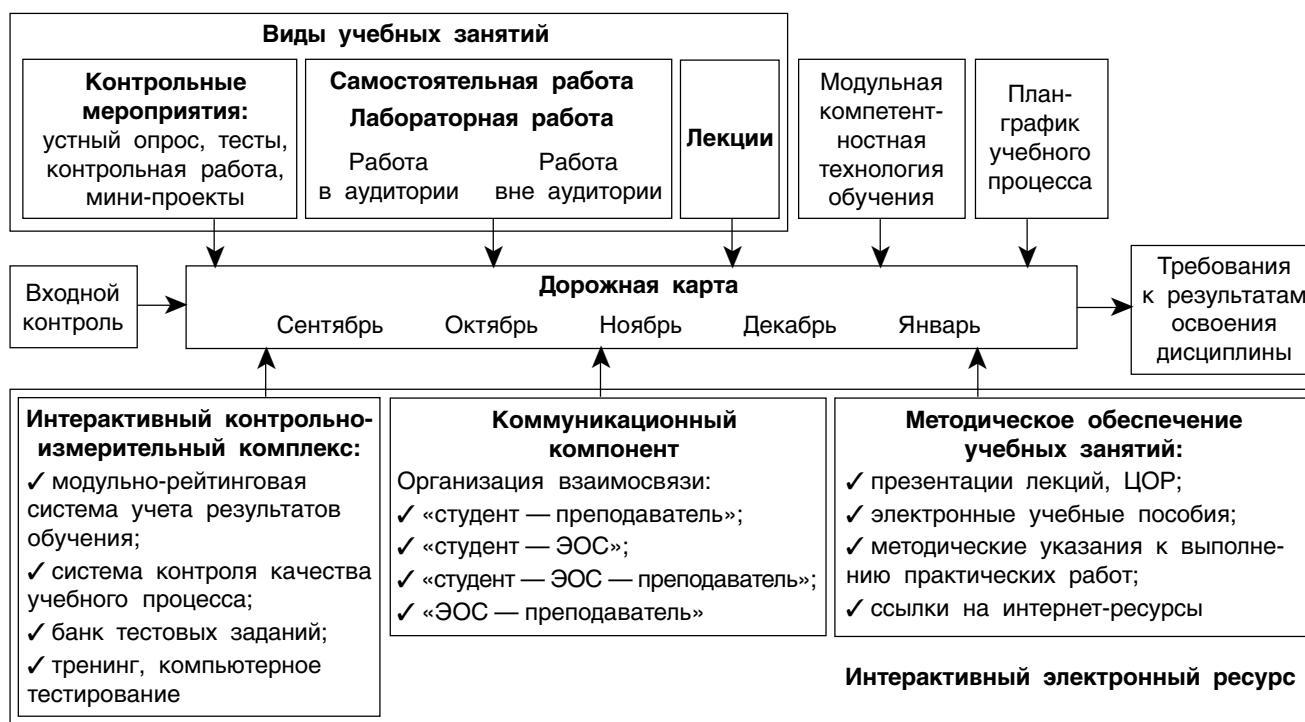 Виды учебных занятий
Контрольные
мероприятия:
устный опрос, тесты,
контрольная работа,
мини-проекты
Самостоятельная работа
Лабораторная работа
Работа
в аудитории
Работа
вне аудитории
Лекции
Модульная
компетент-
ностная
технология
обучения
План-
график
учебного
процесса
Входной
контроль
Дорожная карта
Сентябрь Октябрь Ноябрь Декабрь Январь
Требования
к результатам
освоения
дисциплины
Интерактивный контрольно-
измерительный комплекс:
✓ модульно-рейтинговая
система учета результатов
обучения;
✓ система контроля качества
учебного процесса;
✓ банк тестовых заданий;
✓ тренинг, компьютерное
тестирование
Коммуникационный
компонент
Организация взаимосвязи:
✓ «студент — преподаватель»;
✓ «студент — ЭОС»;
✓ «студент — ЭОС — преподаватель»;
✓ «ЭОС — преподаватель»
Методическое обеспечение
учебных занятий:
✓ презентации лекций, ЦОР;
✓ электронные учебные пособия;
✓ методические указания к выполне-
нию практических работ;
✓ ссылки на интернет-ресурсы
Интерактивный электронный ресурс